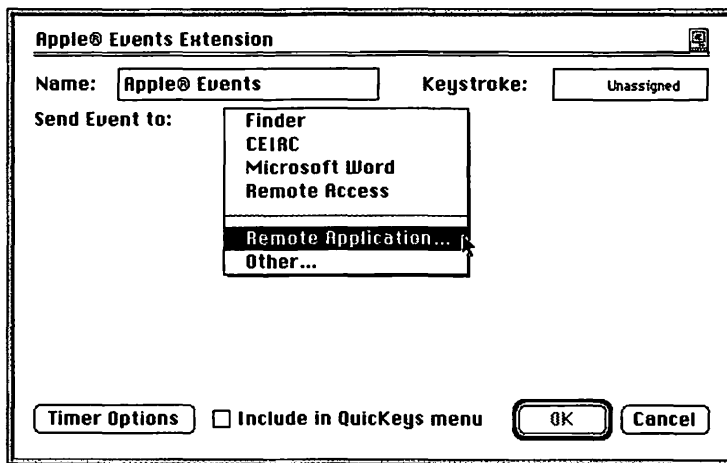 Apple® Events Extension
Name: Apple® Events Keystroke: Unassigned
Send Event to:
Finder
CEIAC
Microsoft Word
Remote Access
Remote Application...
Other...
Timer Options Include in QuicKeys menu OK Cancel